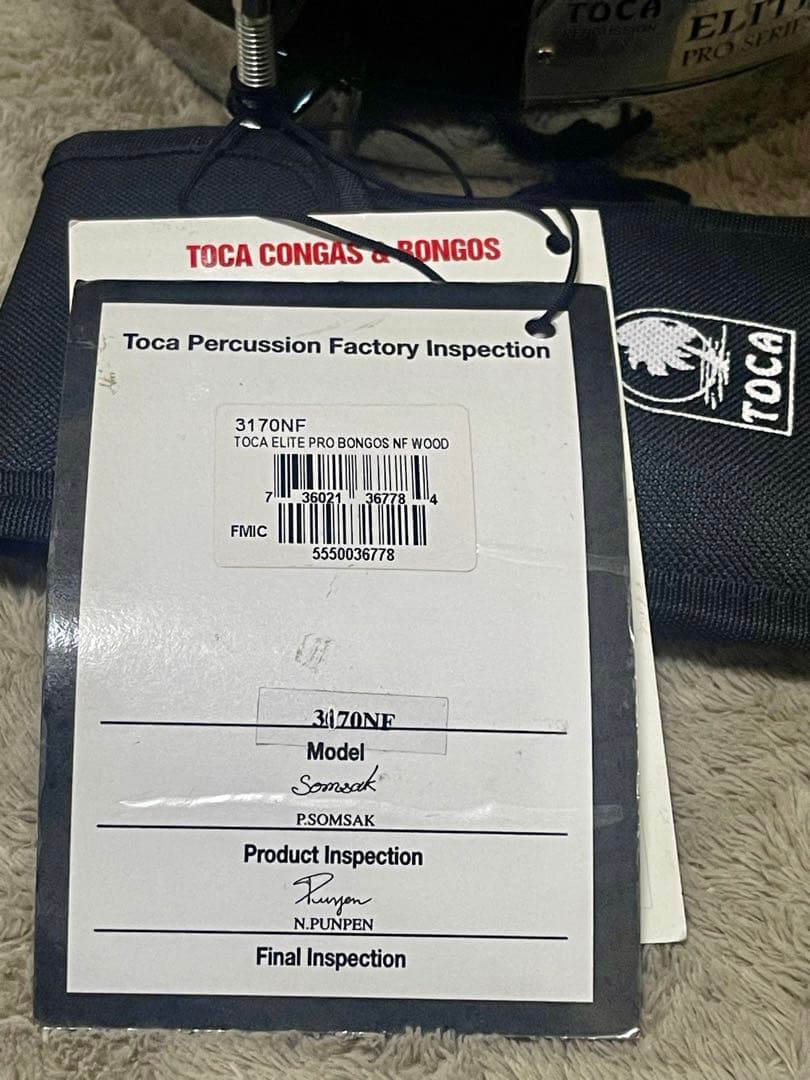 TOCA
PERCUSSION
ELITE
PRO SERIES
TOCA CONGAS & BONGOS
Toca Percussion Factory Inspection
3170NF
TOCA ELITE PRO BONGOS NF WOOD
7 36021 36778 4
FMIC
5550036778
TOCA
3170NF
Model
Somsak
P.SOMSAK
Product Inspection
Punpen
N.PUNPEN
Final Inspection